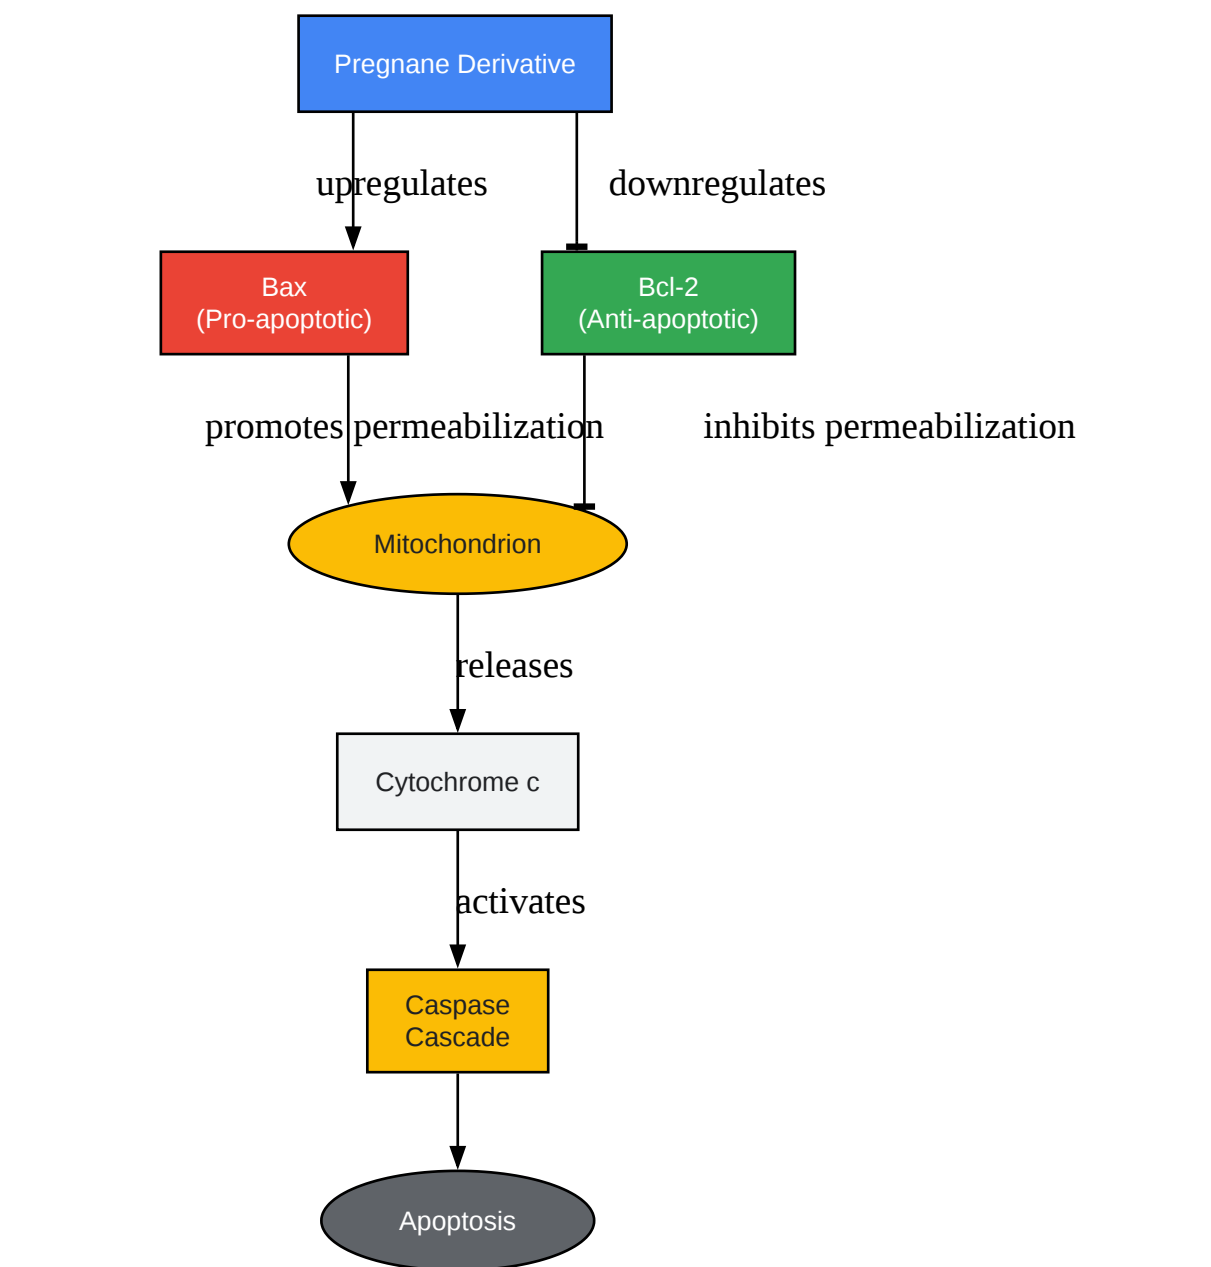 Pregnane Derivative
upregulates
downregulates
Bax
(Pro-apoptotic)
Bcl-2
(Anti-apoptotic)
promotes permeabilization
inhibits permeabilization
Mitochondrion
releases
Cytochrome c
activates
Caspase
Cascade
Apoptosis